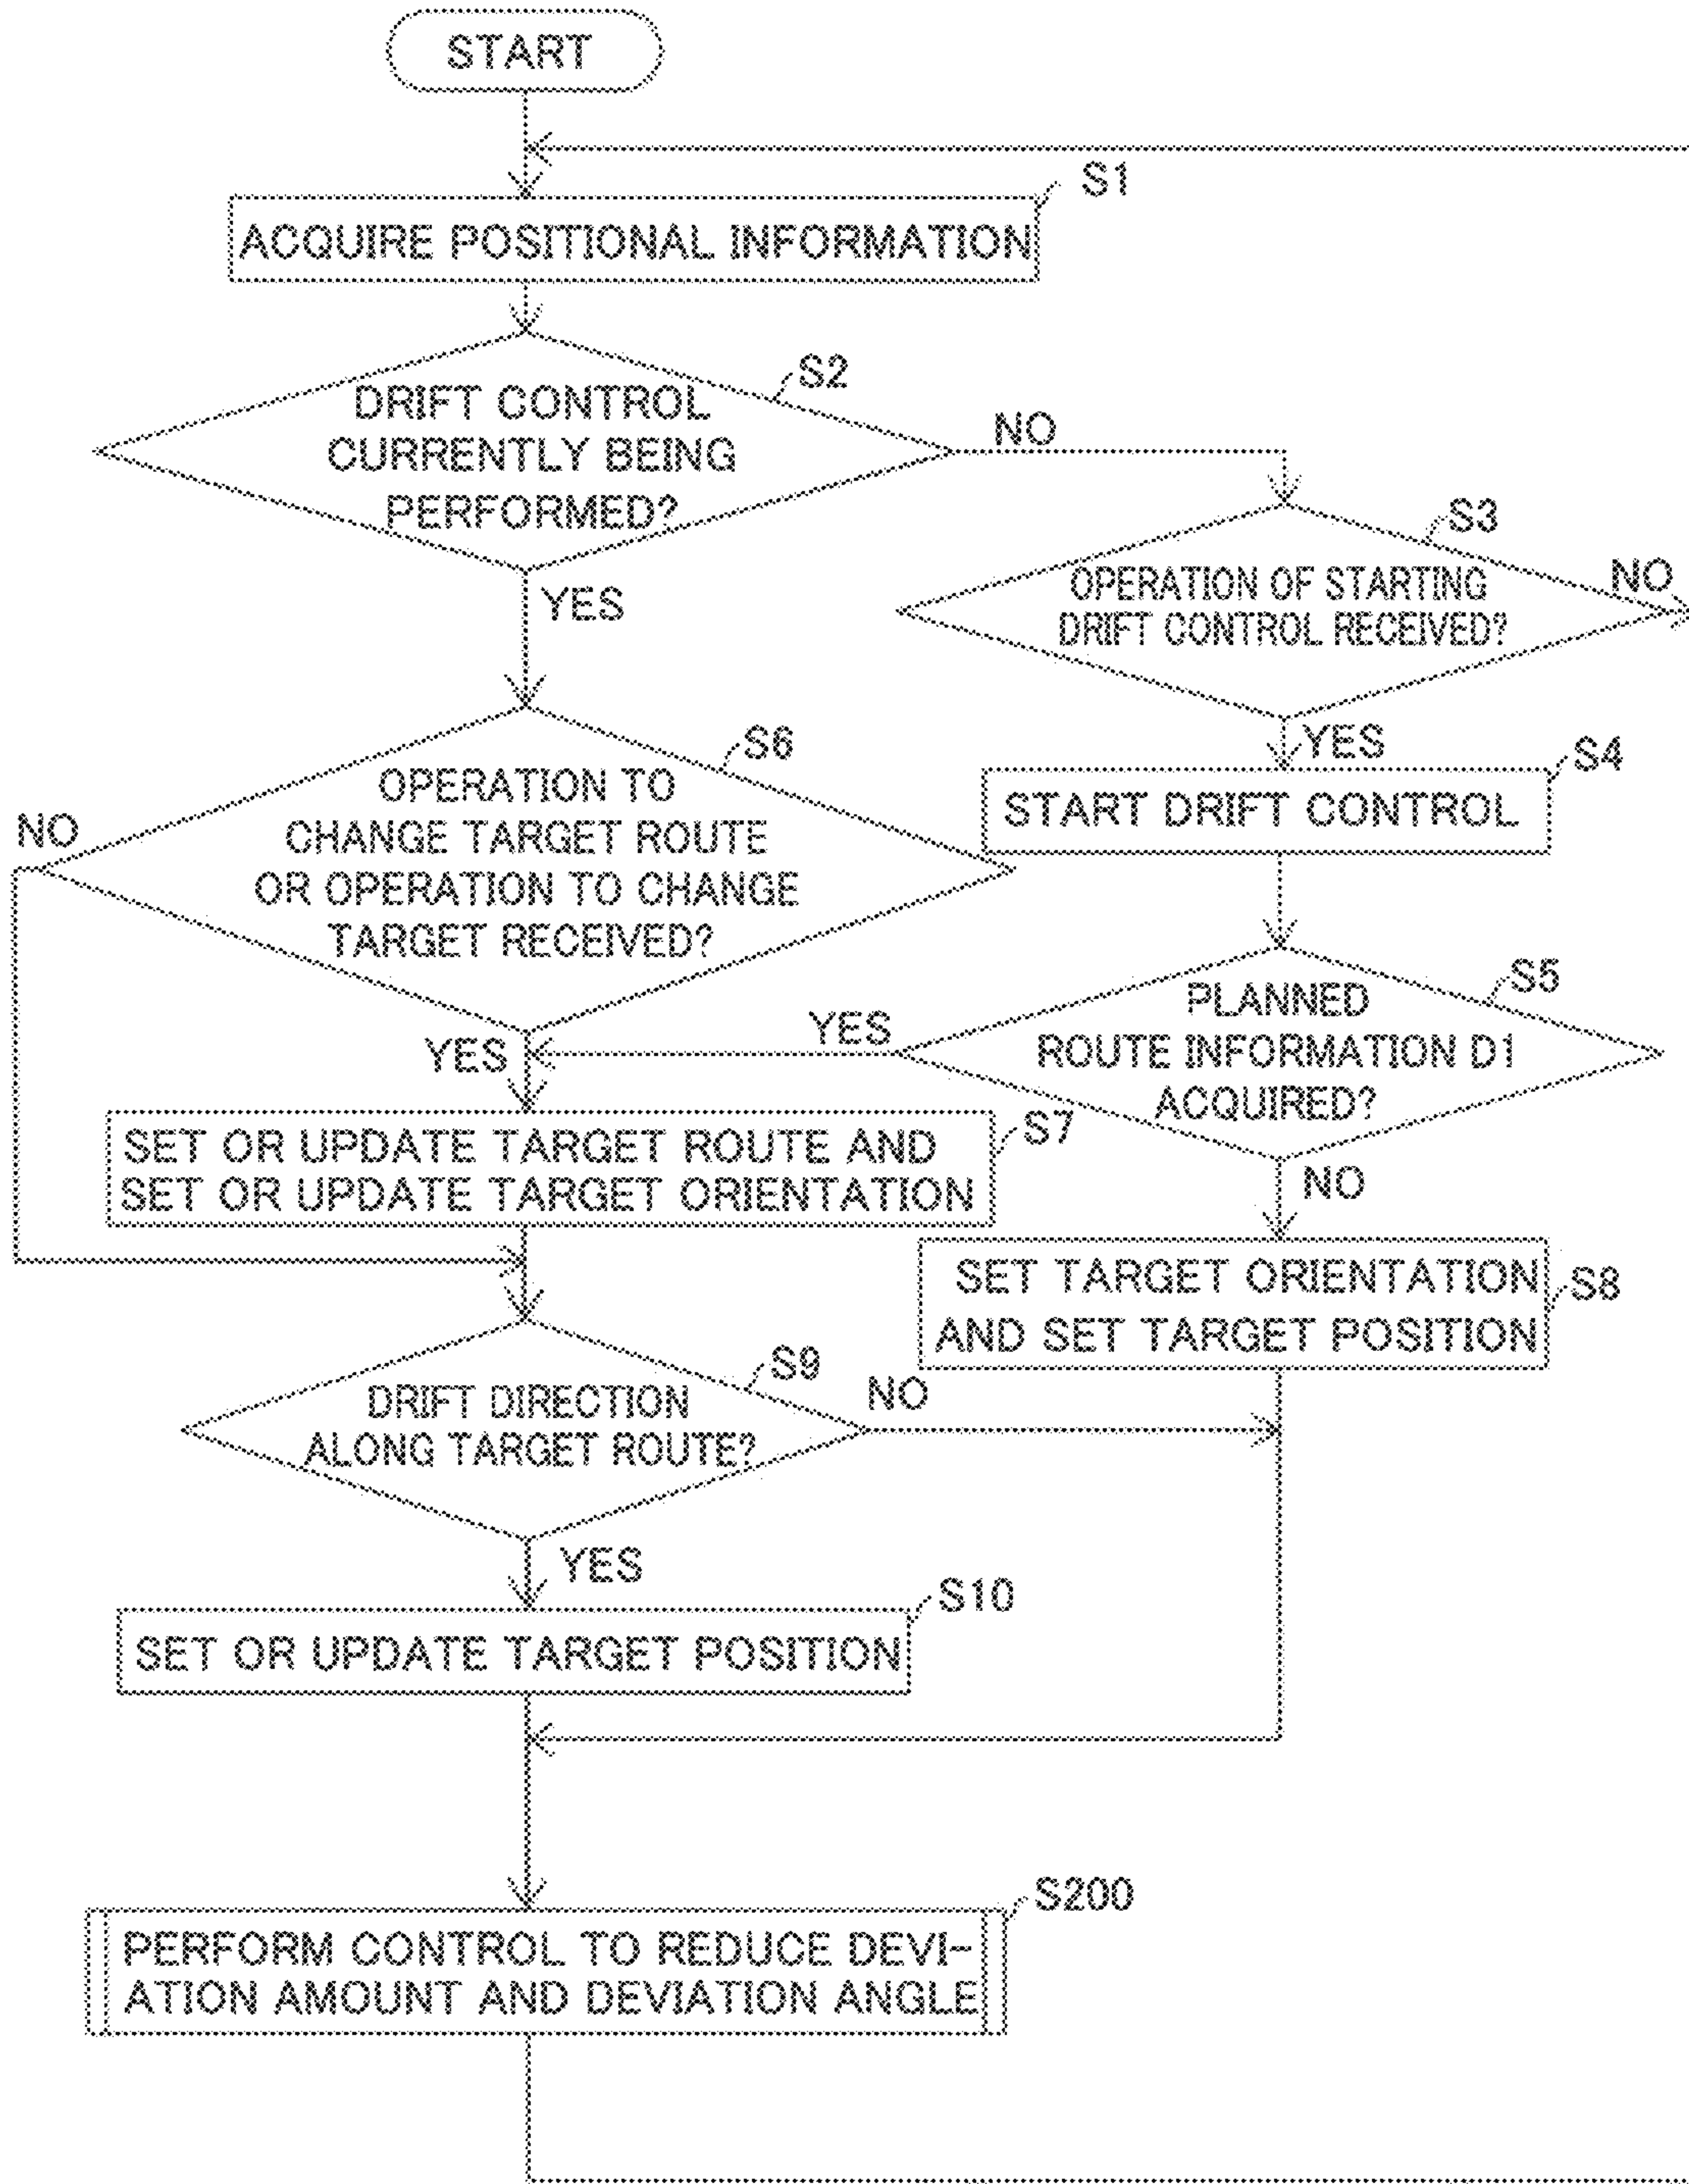 START
S1
ACQUIRE POSITIONAL INFORMATION
S2
DRIFT CONTROL
CURRENTLY BEING
PERFORMED?
NO
YES
S3
OPERATION OF STARTING
DRIFT CONTROL RECEIVED?
NO
YES
S4
START DRIFT CONTROL
S6
OPERATION TO
CHANGE TARGET ROUTE
OR OPERATION TO CHANGE
TARGET RECEIVED?
NO
YES
S5
PLANNED
ROUTE INFORMATION D1
ACQUIRED?
YES
NO
S7
SET OR UPDATE TARGET ROUTE AND
SET OR UPDATE TARGET ORIENTATION
S8
SET TARGET ORIENTATION
AND SET TARGET POSITION
S9
DRIFT DIRECTION
ALONG TARGET ROUTE?
NO
YES
S10
SET OR UPDATE TARGET POSITION
S200
PERFORM CONTROL TO REDUCE DEVI-
ATION AMOUNT AND DEVIATION ANGLE